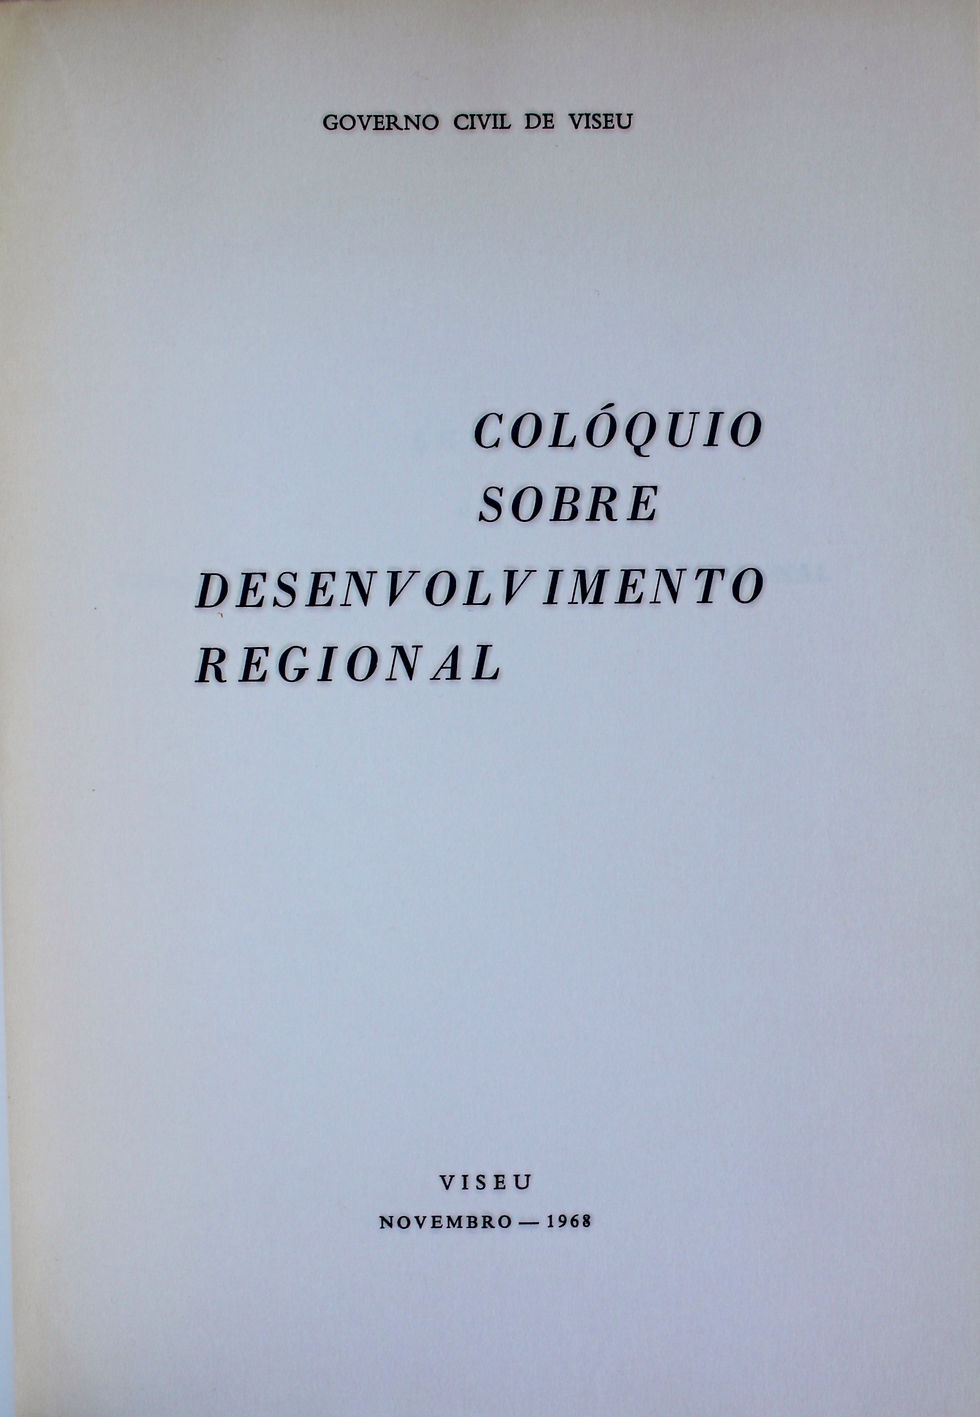 GOVERNO CIVIL DE VISEU
COLÓQUIO
SOBRE
DESENVOLVIMENTO
REGIONAL
VISEU
NOVEMBRO — 1968